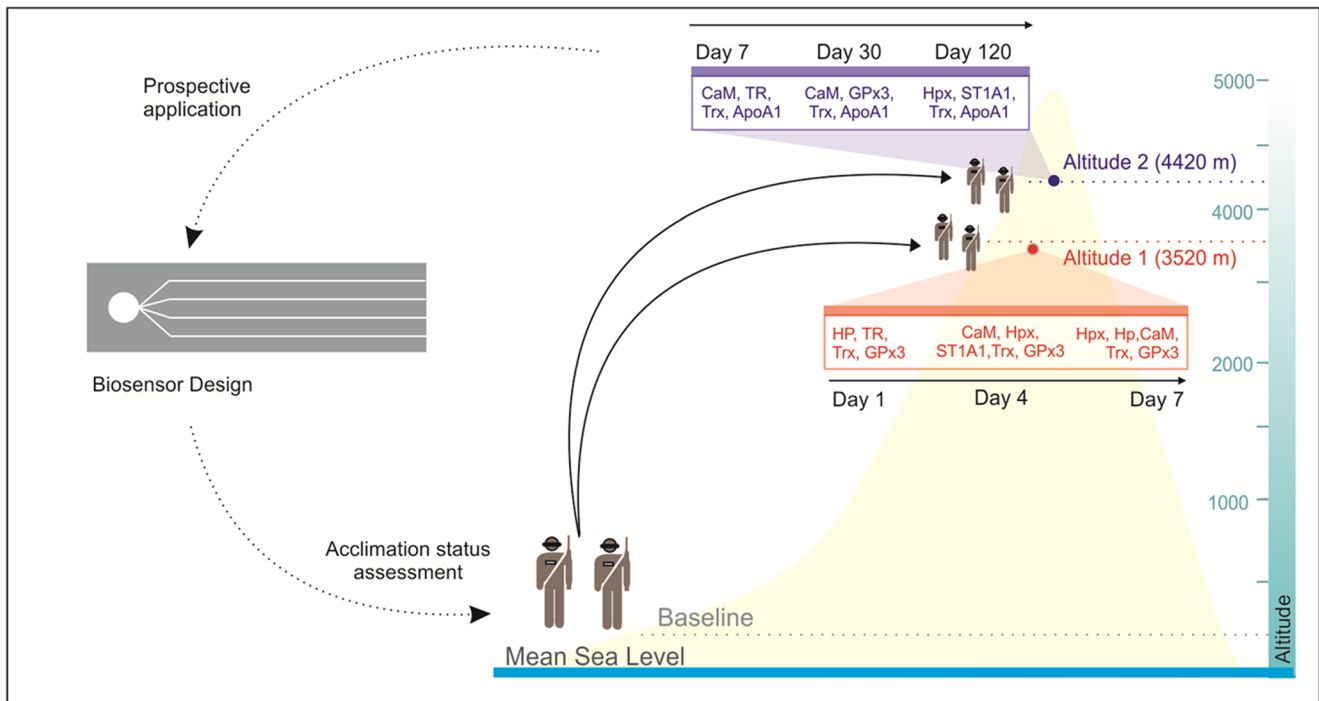 Day 7
Day 30
Day 120
CaM, TR,
Trx, ApoA1
CaM, GPx3,
Trx, ApoA1
Hpx, ST1A1,
Trx, ApoA1
Prospective
application
5000
Altitude 2 (4420 m)
4000
Altitude 1 (3520 m)
HP, TR,
Trx, GPx3
CaM, Hpx,
ST1A1,Trx, GPx3
Hpx, Hp,CaM,
Trx, GPx3
2000
Day 1
Day 4
Day 7
Biosensor Design
1000
Acclimation status
assessment
Baseline
Mean Sea Level
Altitude